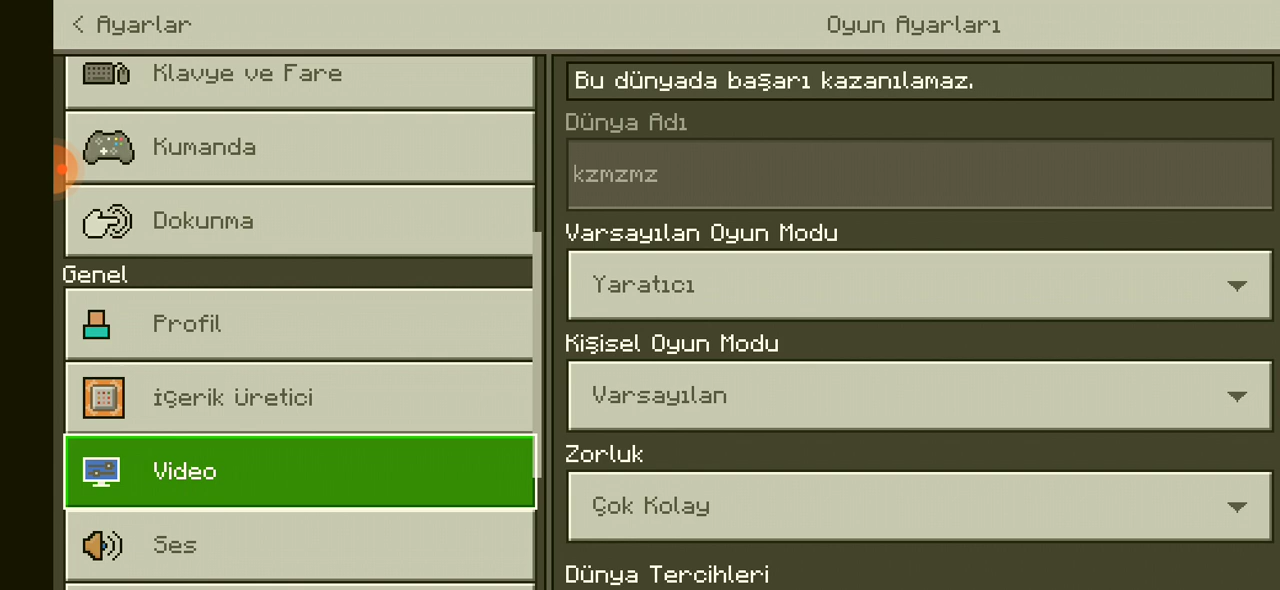 Ayarlar
Oyun Ayarları
Klavye ve Fare
Kumanda
Dokunma
Genel
Profil
İçerik Üretici
Video
Ses
Bu dünyada başarı kazanılamaz.
Dünya Adı
kzmzmz
Varsayılan Oyun Modu
Yaratıcı
Kişisel Oyun Modu
Varsayılan
Zorluk
Çok Kolay
Dünya Tercihleri